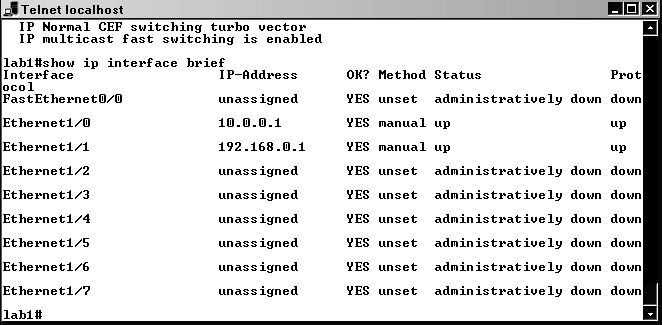 Telnet localhost
IP Normal CEF switching turbo vector
IP multicast fast switching is enabled
lab1#show ip interface brief
Interface IP-Address OK? Method Status Prot
ocol
FastEthernet0/0 unassigned YES unset administratively down down
Ethernet1/0 10.0.0.1 YES manual up up
Ethernet1/1 192.168.0.1 YES manual up up
Ethernet1/2 unassigned YES unset administratively down down
Ethernet1/3 unassigned YES unset administratively down down
Ethernet1/4 unassigned YES unset administratively down down
Ethernet1/5 unassigned YES unset administratively down down
Ethernet1/6 unassigned YES unset administratively down down
Ethernet1/7 unassigned YES unset administratively down down
lab1#